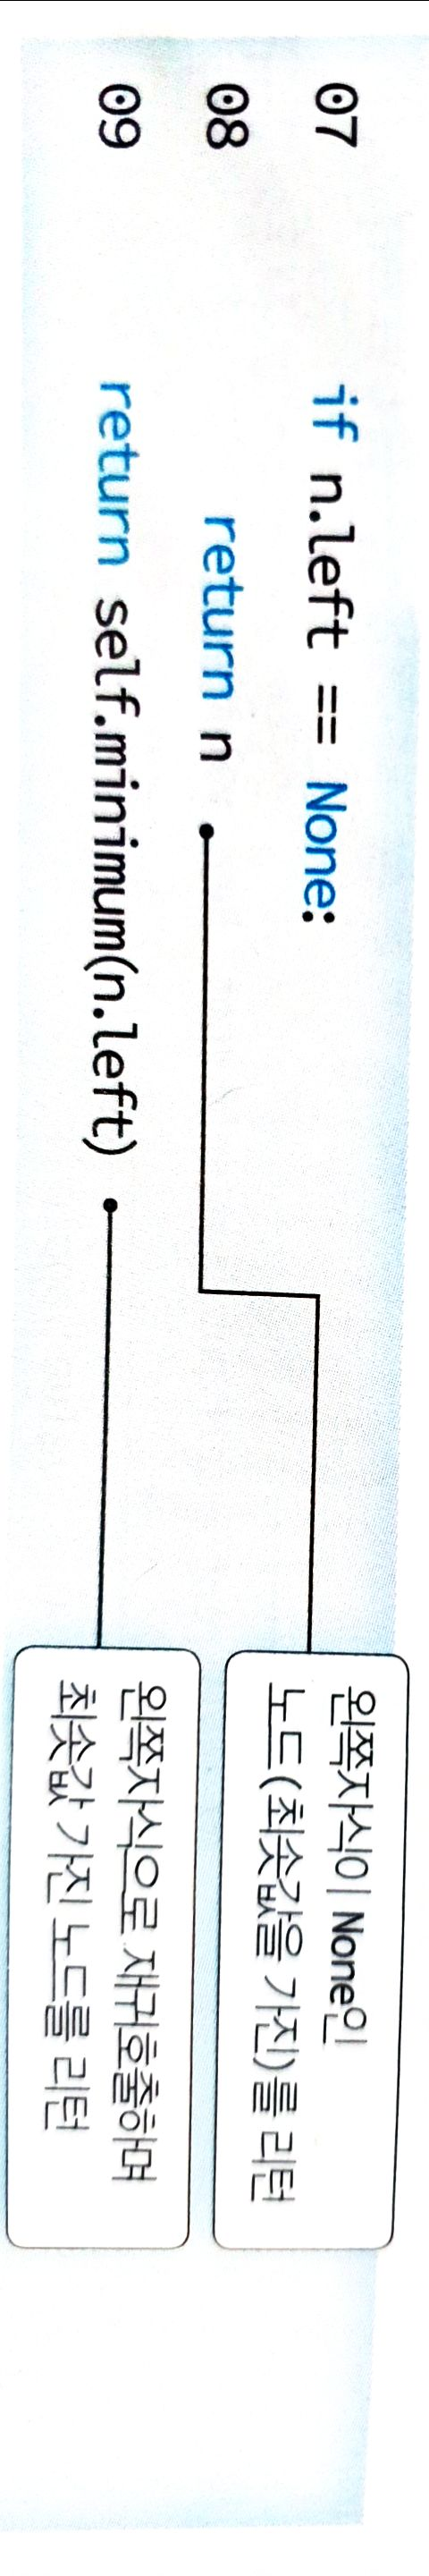 07 if n.left == None:
08 return n
왼쪽자식이 None인
노드(최솟값을 가진)를 리턴
09 return self.minimum(n.left)
왼쪽자식으로 재귀호출하며
최솟값 가진 노드를 리턴